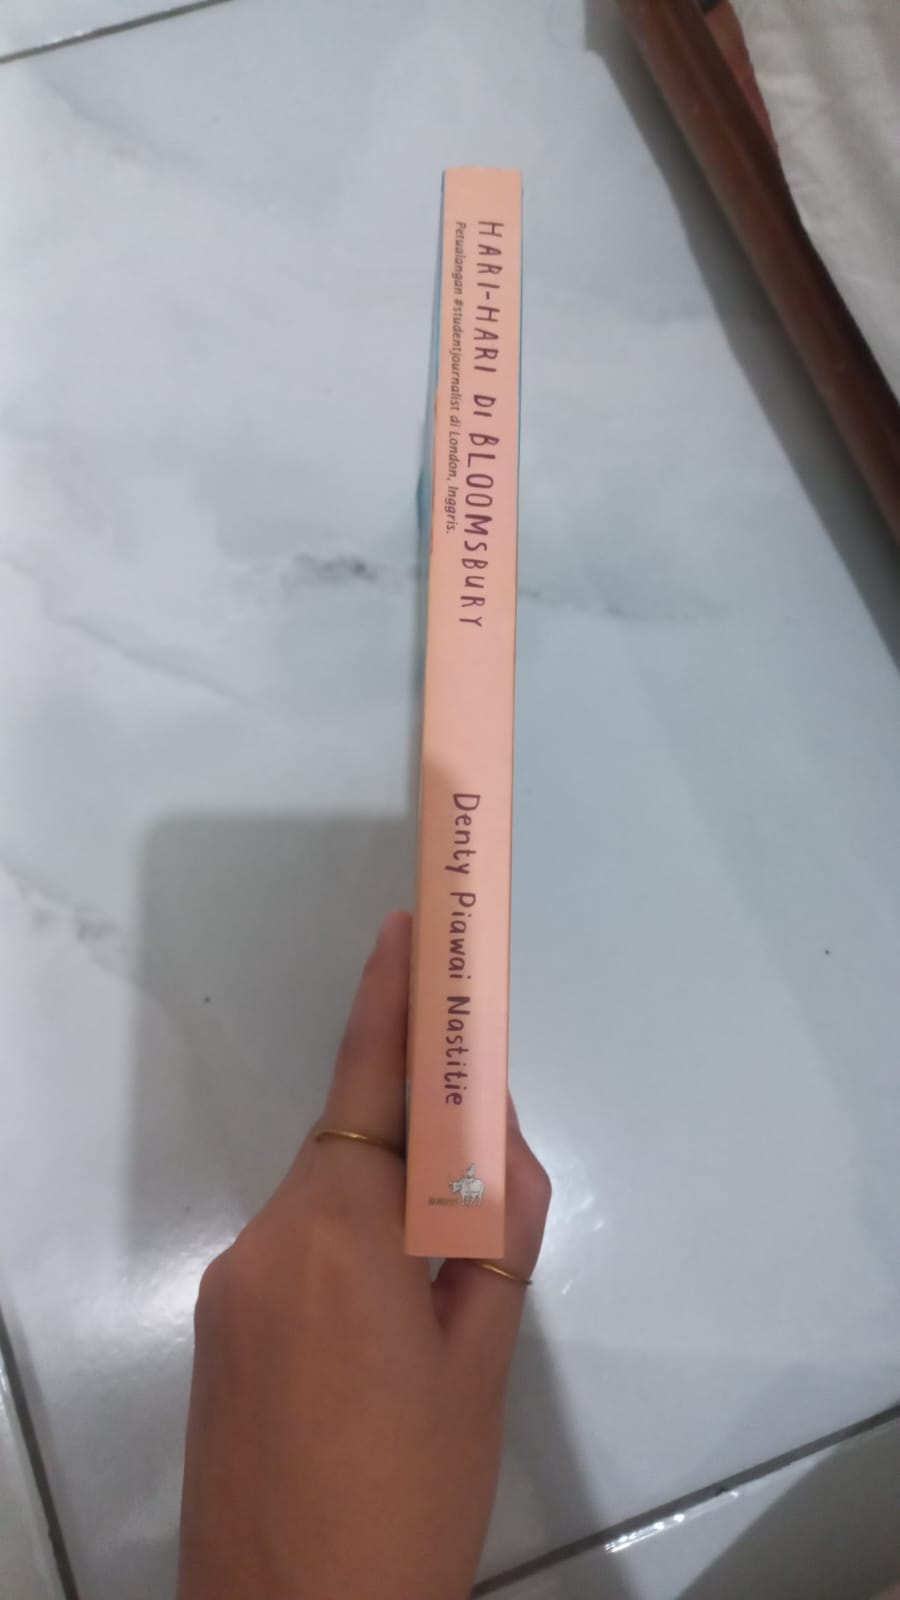 HARI-HARI DI BLOOMSBURY
Petualangan #studentjournalist di London, Inggris.
Denty Piawai Nastitie